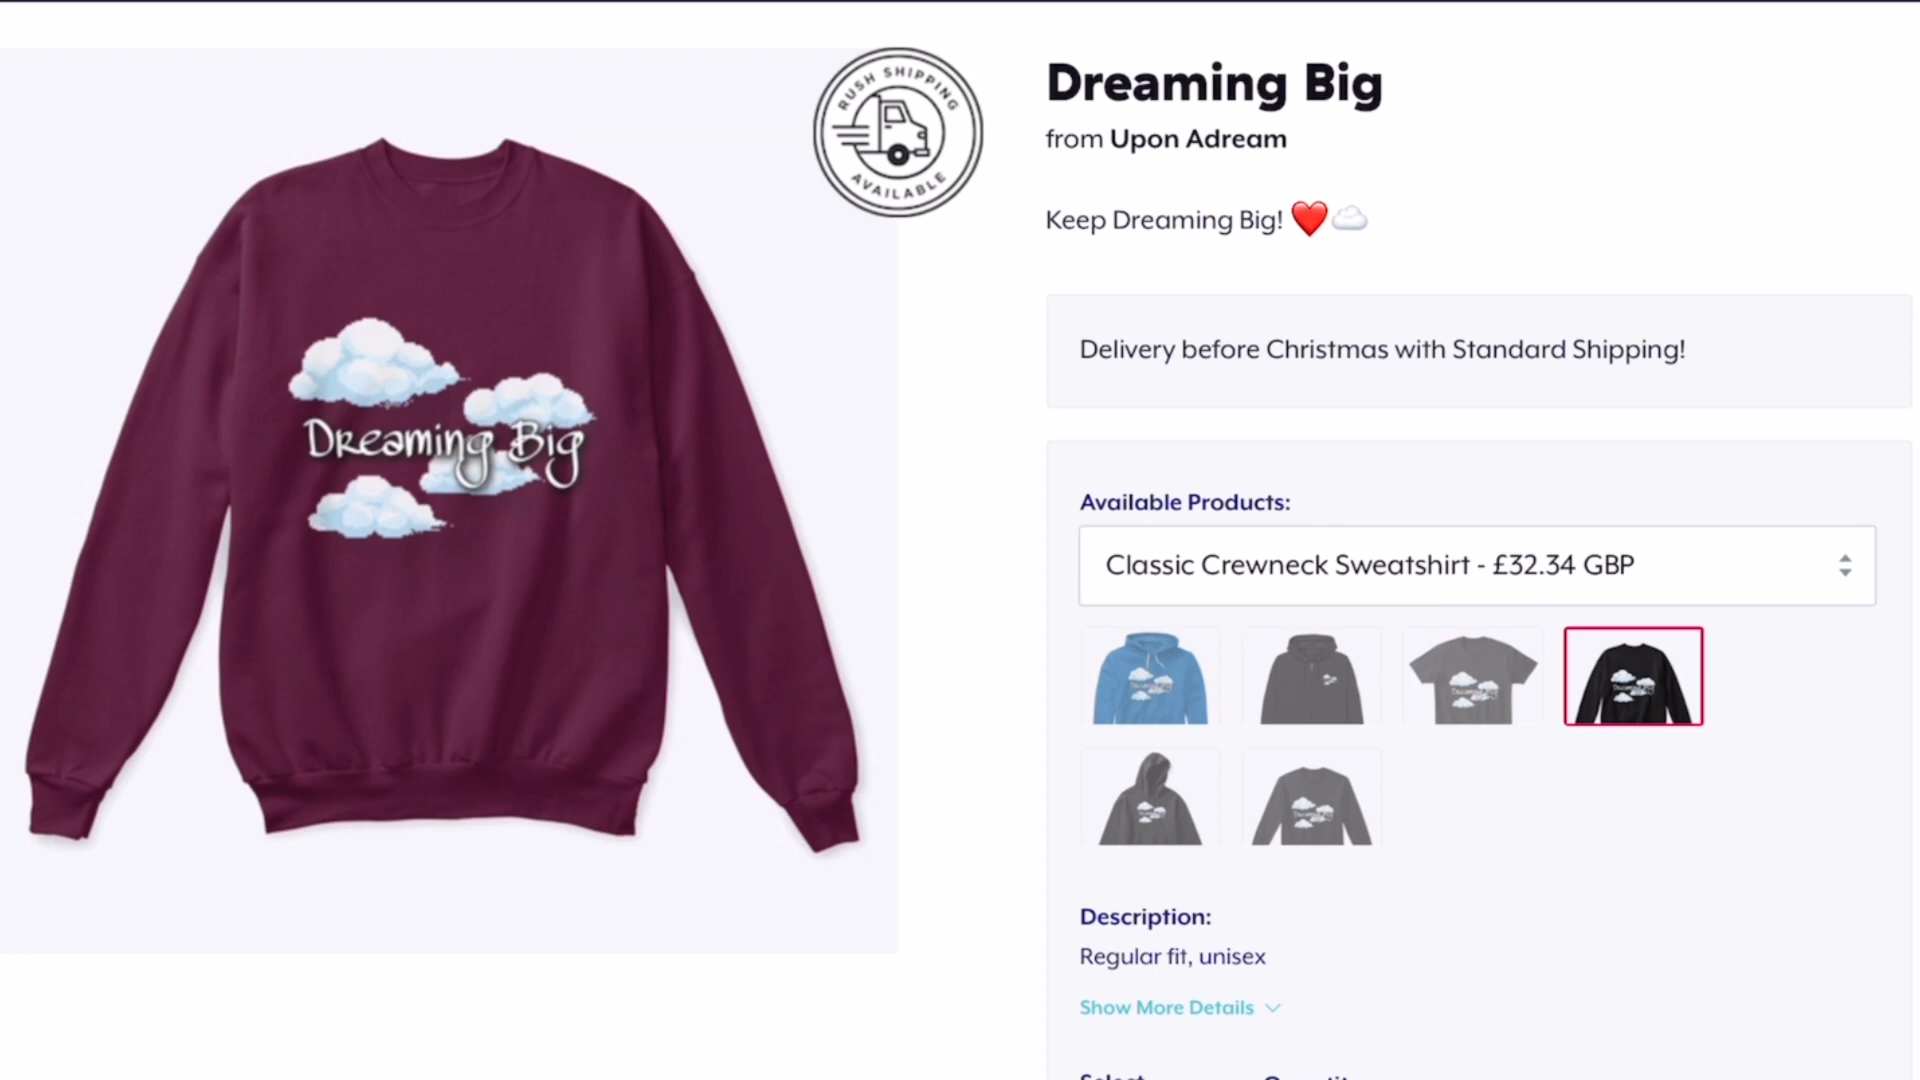 RUSH SHIPPING
AVAILABLE
Dreaming Big
Dreaming Big
from Upon Adream
Keep Dreaming Big! ❤️☁️
Delivery before Christmas with Standard Shipping!
Available Products:
Classic Crewneck Sweatshirt - £32.34 GBP
Description:
Regular fit, unisex
Show More Details